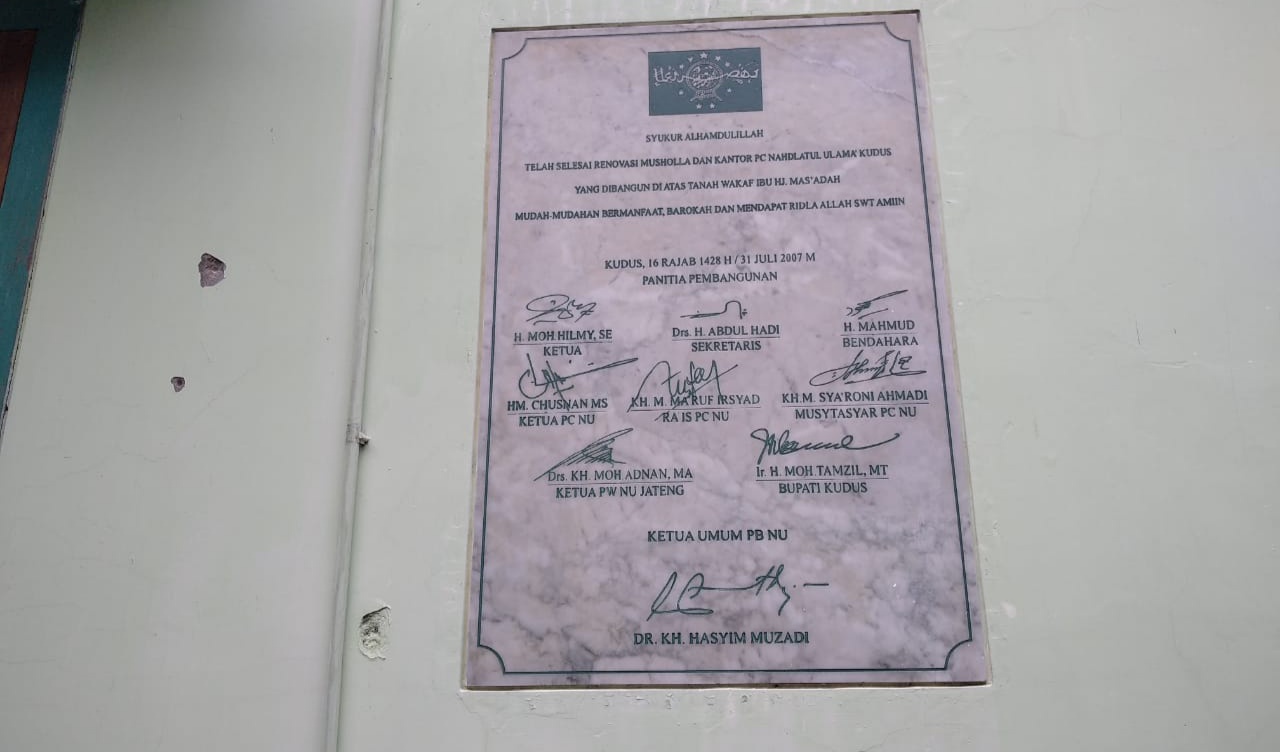 SYUKUR ALHAMDULILLAH
TELAH SELESAI RENOVASI MUSHOLLA DAN KANTOR PC NAHDLATUL ULAMA' KUDUS
YANG DIBANGUN DI ATAS TANAH WAKAF IBU HJ. MAS'ADAH
MUDAH-MUDAHAN BERMANFAAT, BAROKAH DAN MENDAPAT RIDLA ALLAH SWT AMIIN
KUDUS, 16 RAJAB 1428 H / 31 JULI 2007 M
PANITIA PEMBANGUNAN
H. MOH HILMY, SE
KETUA
Drs. H. ABDUL HADI
SEKRETARIS
H. MAHMUD
BENDAHARA
HM. CHUSNAN MS
KETUA PC NU
KH. M. MA'RUF IRSYAD
RA IS PC NU
KH.M. SYA'RONI AHMADI
MUSYTASYAR PC NU
Drs. KH. MOH ADNAN, MA
KETUA PW NU JATENG
Ir. H. MOH TAMZIL, MT
BUPATI KUDUS
KETUA UMUM PB NU
DR. KH. HASYIM MUZADI